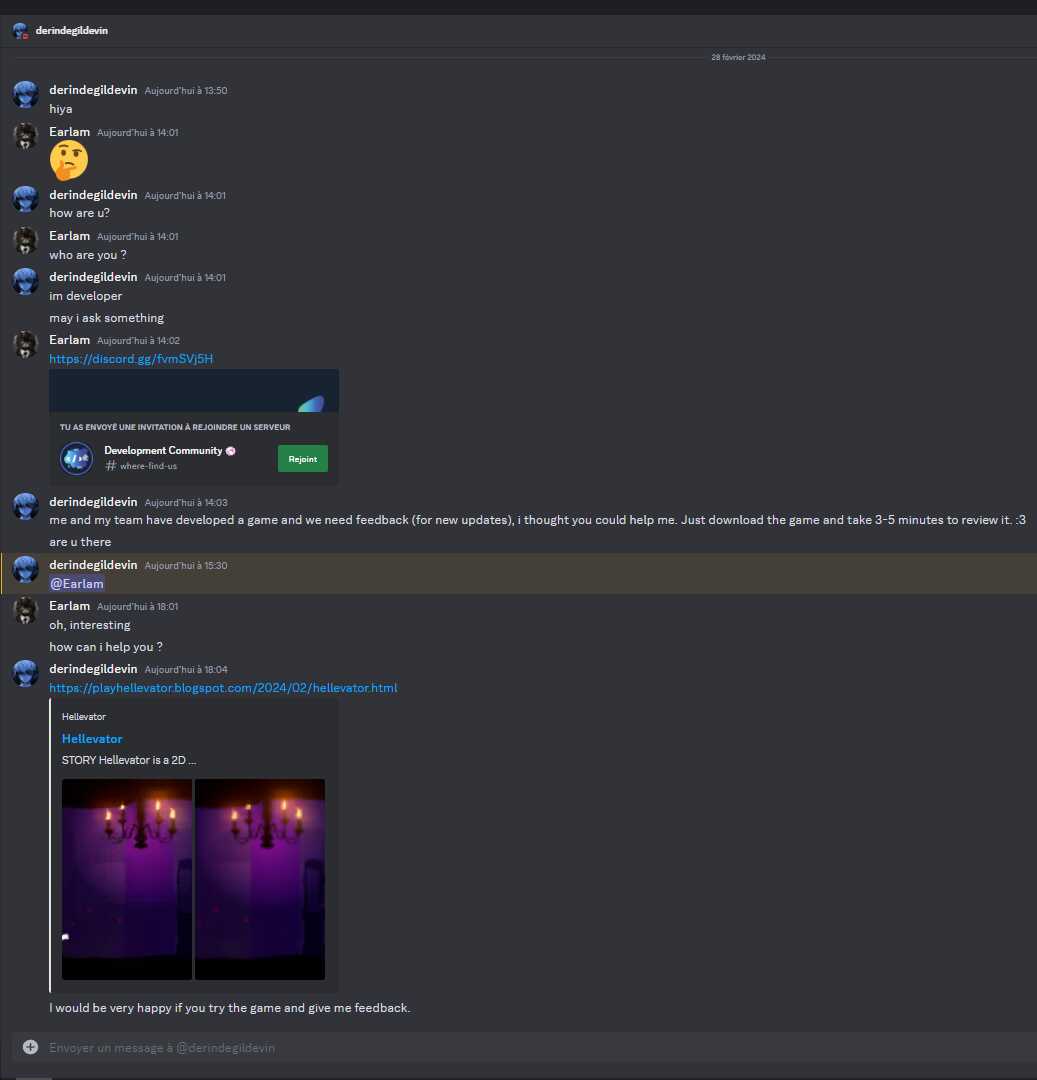 derindegildevin
28 février 2024
derindegildevin Aujourd'hui à 13:50
hiya
Earlam Aujourd'hui à 14:01
derindegildevin Aujourd'hui à 14:01
how are u?
Earlam Aujourd'hui à 14:01
who are you ?
derindegildevin Aujourd'hui à 14:01
im developer
may i ask something
Earlam Aujourd'hui à 14:02
https://discord.gg/fvmSVj5H
TU AS ENVOYÉ UNE INVITATION À REJOINDRE UN SERVEUR
Development Community
# where-find-us
Rejoint
derindegildevin Aujourd'hui à 14:03
me and my team have developed a game and we need feedback (for new updates), i thought you could help me. Just download the game and take 3-5 minutes to review it. :3
are u there
derindegildevin Aujourd'hui à 15:30
@Earlam
Earlam Aujourd'hui à 18:01
oh, interesting
how can i help you ?
derindegildevin Aujourd'hui à 18:04
https://playhellevator.blogspot.com/2024/02/hellevator.html
Hellevator
Hellevator
STORY Hellevator is a 2D ...
I would be very happy if you try the game and give me feedback.
Envoyer un message à @derindegildevin